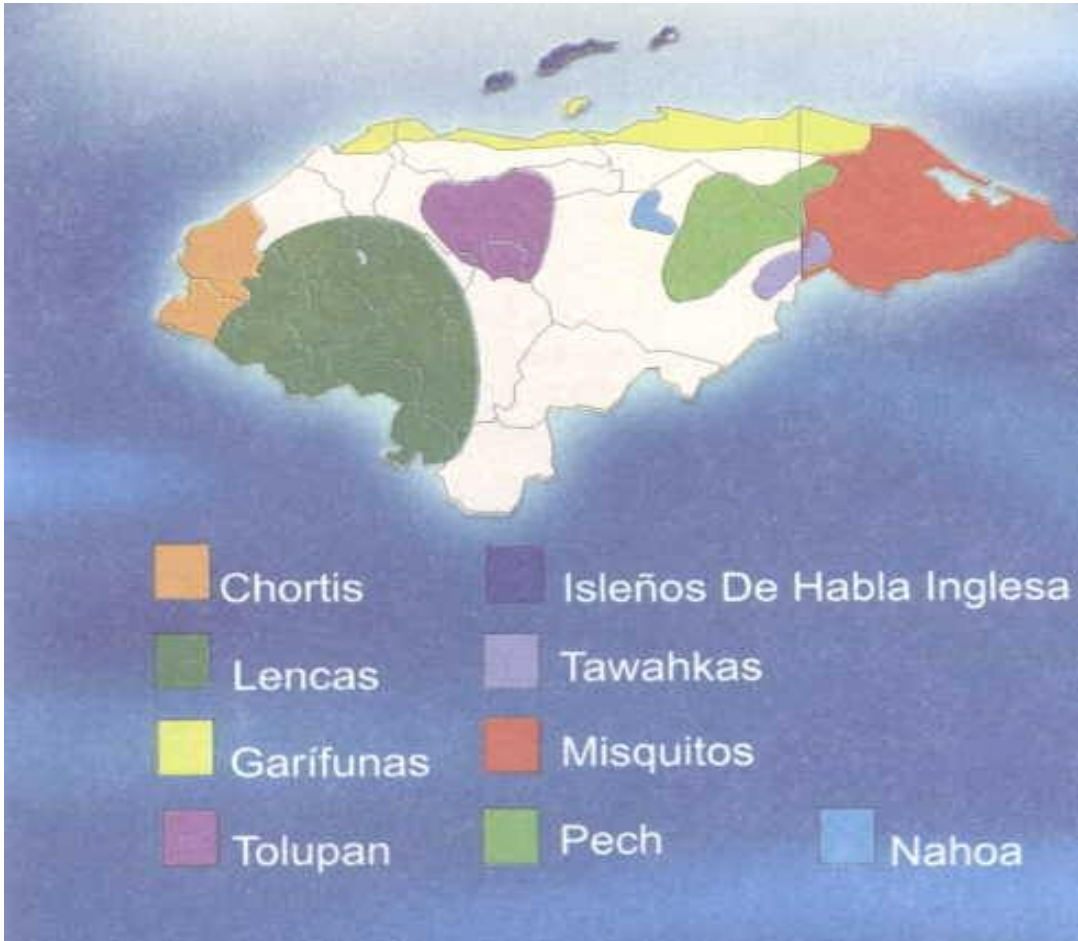 Chortis
Isleños De Habla Inglesa
Lencas
Tawahkas
Garífunas
Misquitos
Tolupan
Pech
Nahoa